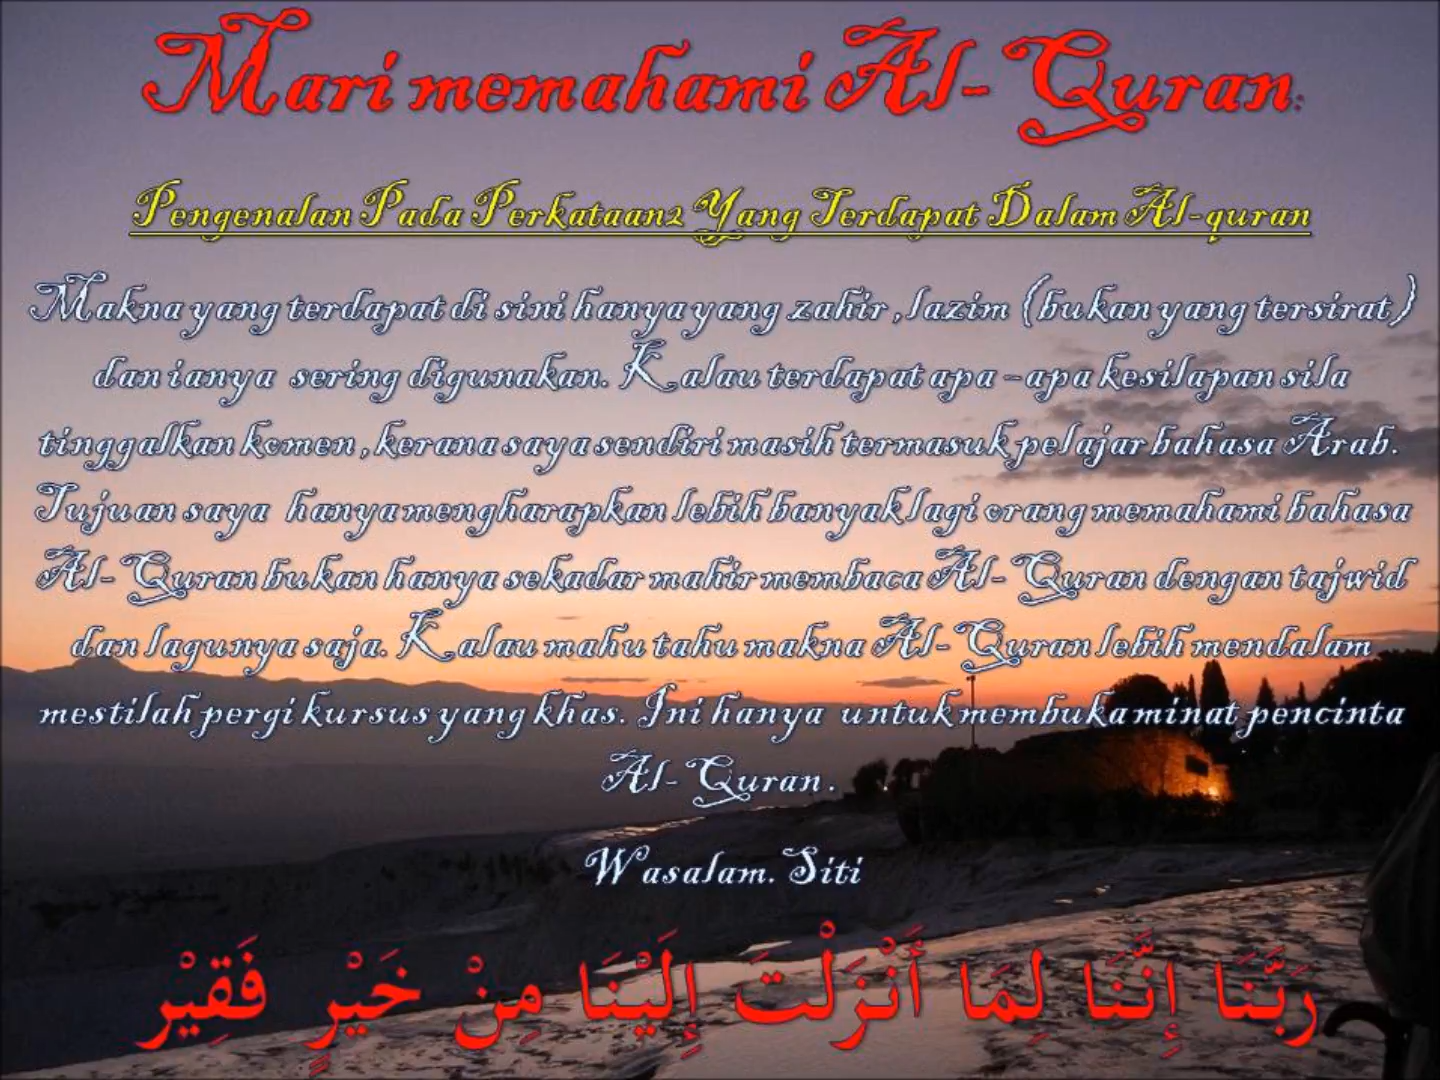 Mari memahami Al-Quran:
Pengenalan Pada Perkataan2 Yang Terdapat Dalam Al-quran
Makna yang terdapat di sini hanya yang zahir, lazim (bukan yang tersirat)
dan ianya sering digunakan. Kalau terdapat apa-apa kesilapan sila
tinggalkan komen, kerana saya sendiri masih termasuk pelajar bahasa Arab.
Tujuan saya hanya mengharapkan lebih banyak lagi orang memahami bahasa
Al-Quran bukan hanya sekadar mahir membaca Al-Quran dengan tajwid
dan lagunya saja. Kalau mahu tahu makna Al-Quran lebih mendalam
mestilah pergi kursus yang khas. Ini hanya untuk membuka minat pencinta
Al-Quran.
Wasalam. Siti
رَبَّنَا إِنَّنَا لِمَا أَنْزَلْتَ إِلَيْنَا مِنْ خَيْرٍ فَقِيْر